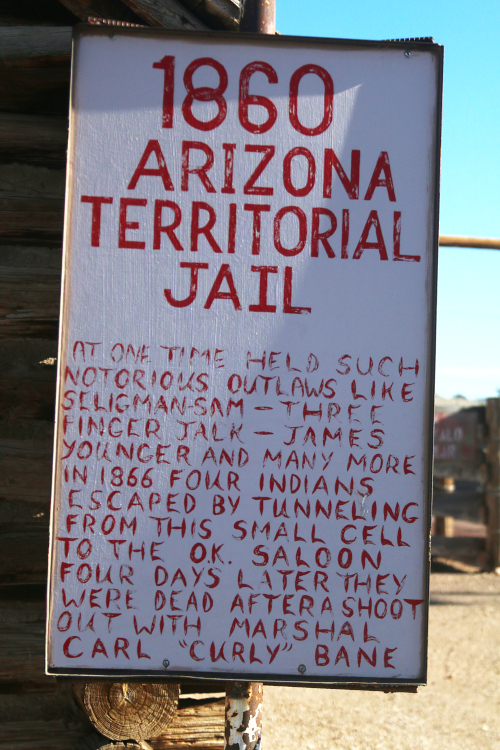 1860
ARIZONA
TERRITORIAL
JAIL
AT ONE TIME HELD SUCH
NOTORIOUS OUTLAWS LIKE
SELIGMAN-SAM - THREE
FINGER JACK - JAMES
YOUNGER AND MANY MORE
IN 1866 FOUR INDIANS
ESCAPED BY TUNNELING
FROM THIS SMALL CELL
TO THE OK. SALOON
FOUR DAYS LATER THEY
WERE DEAD AFTER A SHOOT
OUT WITH MARSHAL
CARL "CURLY" BANE